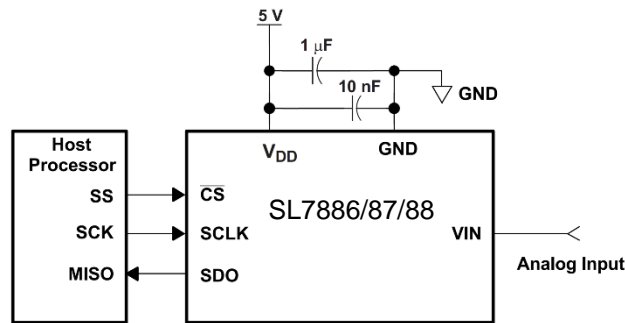 5 V
1 μF
10 nF
GND
Host
Processor
VDD
GND
SS
CS
SL7886/87/88
SCK
SCLK
VIN
MISO
SDO
Analog Input